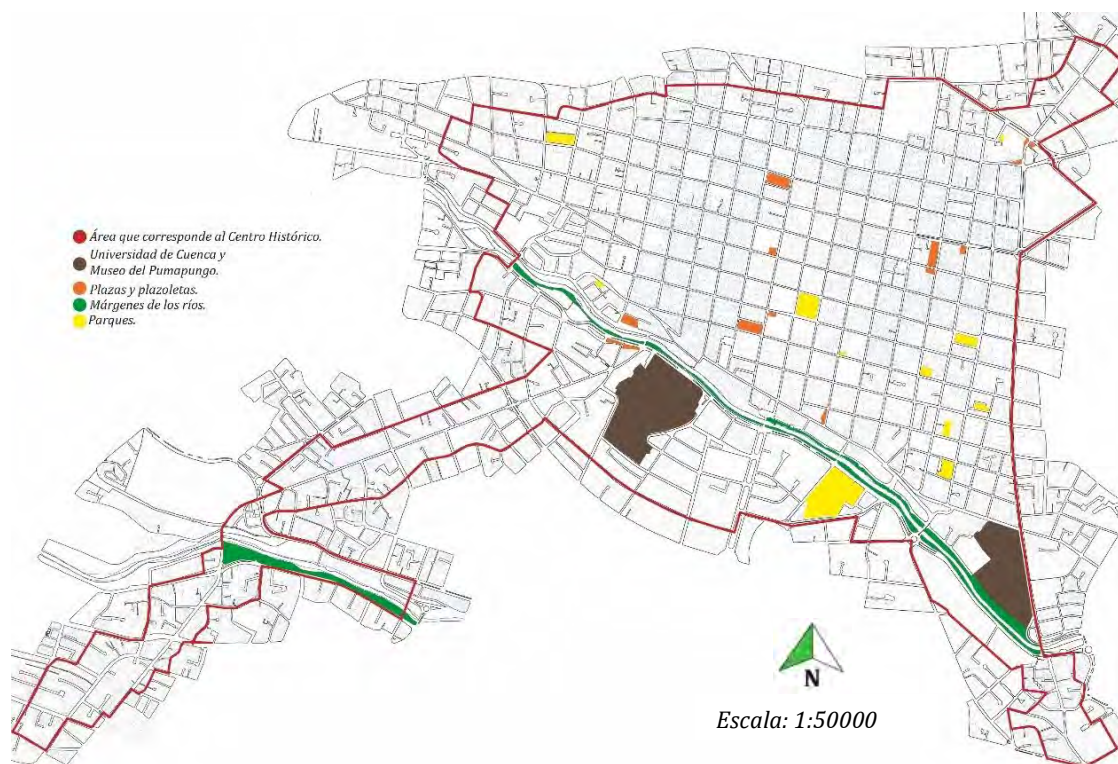 Área que corresponde al Centro Histórico.
Universidad de Cuenca y
Museo del Pumapungo.
Plazas y plazoletas.
Márgenes de los ríos.
Parques.
N
Escala: 1:50000